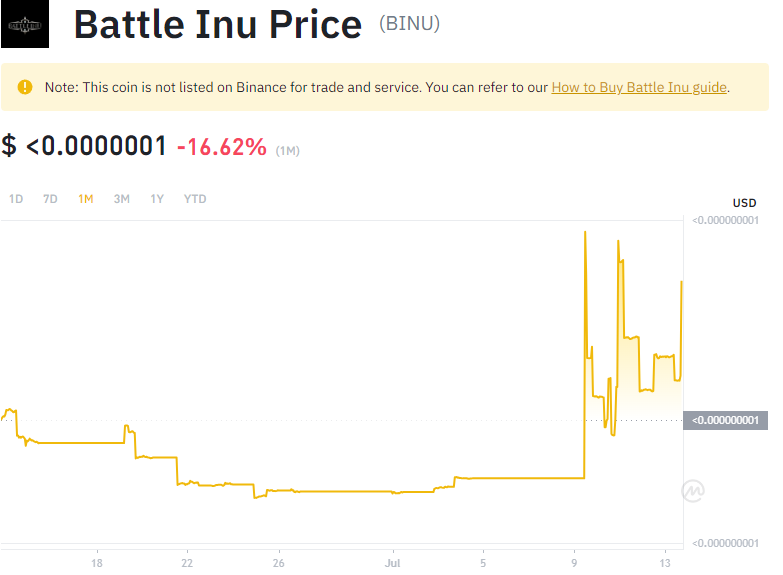 Battle Inu Price (BINU)
Note: This coin is not listed on Binance for trade and service. You can refer to our How to Buy Battle Inu guide.
$ <0.0000001 -16.62% (1M)
1D 7D 1M 3M 1Y YTD
USD
<0.000000001
<0.000000001
<0.000000001
18 22 26 Jul 5 9 13